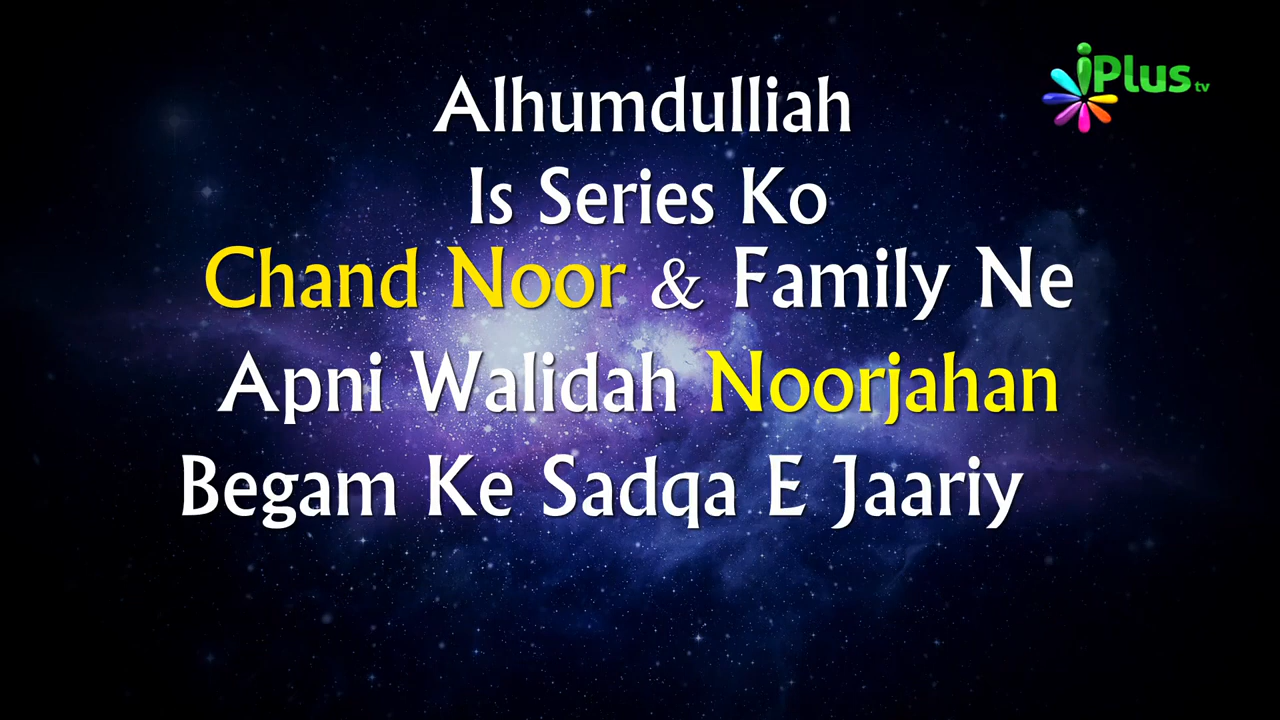 iPlus tv
Alhumdulliah
Is Series Ko
Chand Noor & Family Ne
Apni Walidah Noorjahan
Begam Ke Sadqa E Jaariy